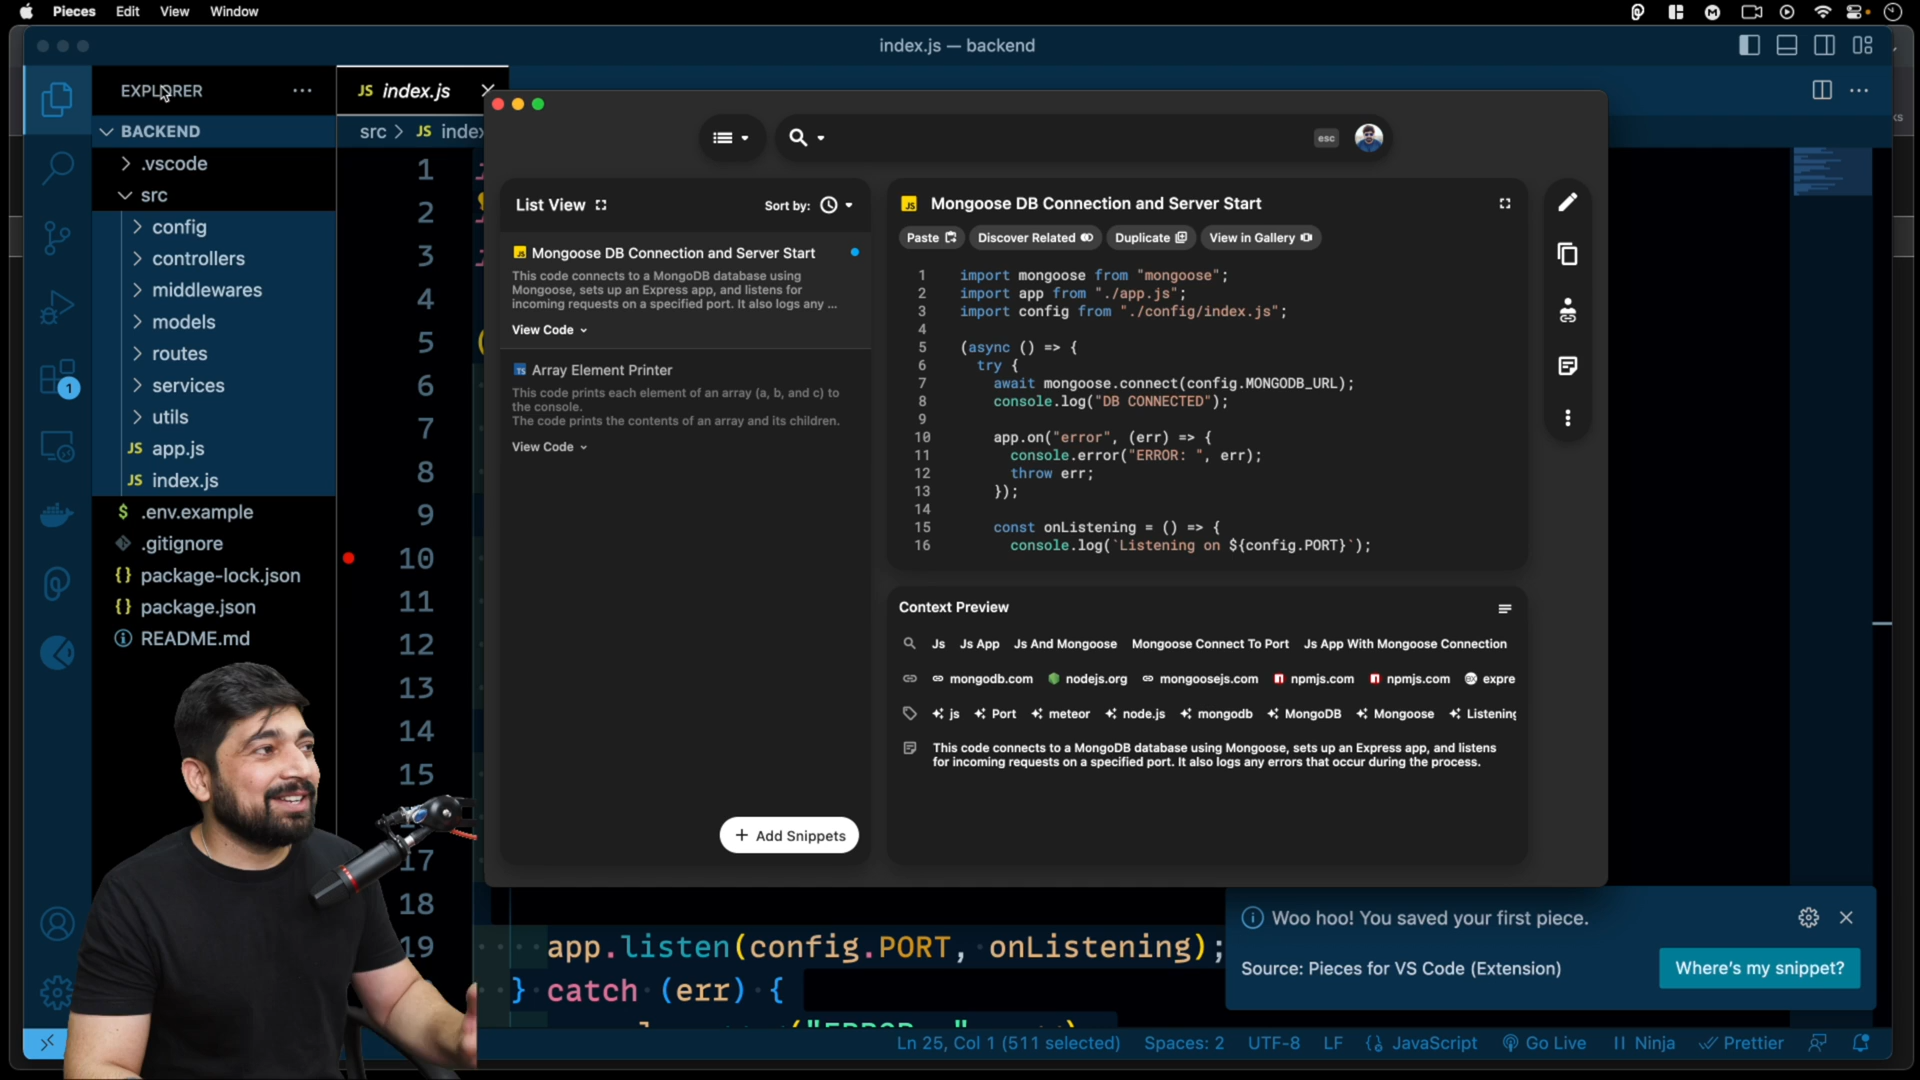 Pieces Edit View Window
index.js — backend
EXPLORER
JS index.js
BACKEND
src > JS index
.vscode
src
config
controllers
middlewares
models
routes
services
utils
JS app.js
JS index.js
$ .env.example
.gitignore
{} package-lock.json
{} package.json
README.md
1
1
2
3
4
5
6
7
8
9
10
11
12
13
14
15
17
18
19
esc
List View
Sort by:
JS Mongoose DB Connection and Server Start
This code connects to a MongoDB database using
Mongoose, sets up an Express app, and listens for
incoming requests on a specified port. It also logs any ...
View Code
TS Array Element Printer
This code prints each element of an array (a, b, and c) to
the console.
The code prints the contents of an array and its children.
View Code
+ Add Snippets
JS Mongoose DB Connection and Server Start
Paste Discover Related Duplicate View in Gallery
1 import mongoose from "mongoose";
2 import app from "./app.js";
3 import config from "./config/index.js";
4
5 (async () => {
6 try {
7 await mongoose.connect(config.MONGODB_URL);
8 console.log("DB CONNECTED");
9
10 app.on("error", (err) => {
11 console.error("ERROR: ", err);
12 throw err;
13 });
14
15 const onListening = () => {
16 console.log(`Listening on ${config.PORT}`);
Context Preview
Js Js App Js And Mongoose Mongoose Connect To Port Js App With Mongoose Connection
mongodb.com nodejs.org mongoosejs.com npmjs.com npmjs.com expre
js Port meteor node.js mongodb MongoDB Mongoose Listening
This code connects to a MongoDB database using Mongoose, sets up an Express app, and listens
for incoming requests on a specified port. It also logs any errors that occur during the process.
app.listen(config.PORT, onListening);
} catch (err) {
Woo hoo! You saved your first piece.
Source: Pieces for VS Code (Extension)
Where's my snippet?
Ln 25, Col 1 (511 selected) Spaces: 2 UTF-8 LF {} JavaScript Go Live Ninja Prettier